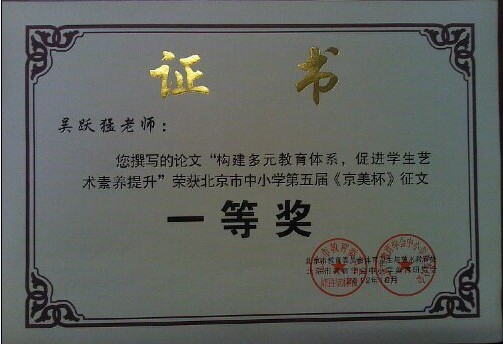 证 书
吴跃猛老师：
您撰写的论文“构建多元教育体系，促进学生艺
术素养提升”荣获北京市中小学第五届《京美杯》征文
一等奖